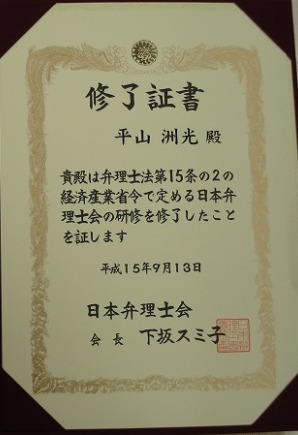 修了証書
平山 洲光 殿
貴殿は弁理士法第15条の2の
経済産業省令で定める日本弁
理士会の研修を修了したこと
を証します
平成15年9月13日
日本弁理士会
会長 下坂スミ子